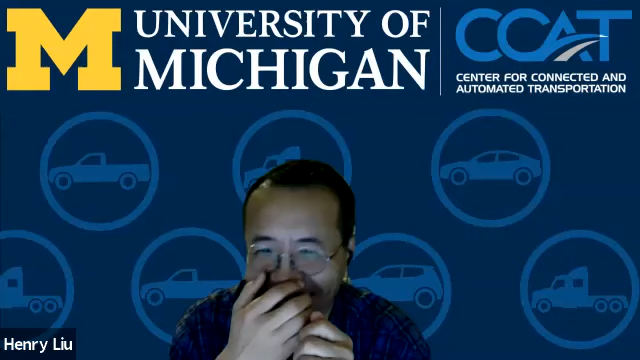 M
UNIVERSITY OF
MICHIGAN
CCAT
CENTER FOR CONNECTED AND
AUTOMATED TRANSPORTATION
Henry Liu